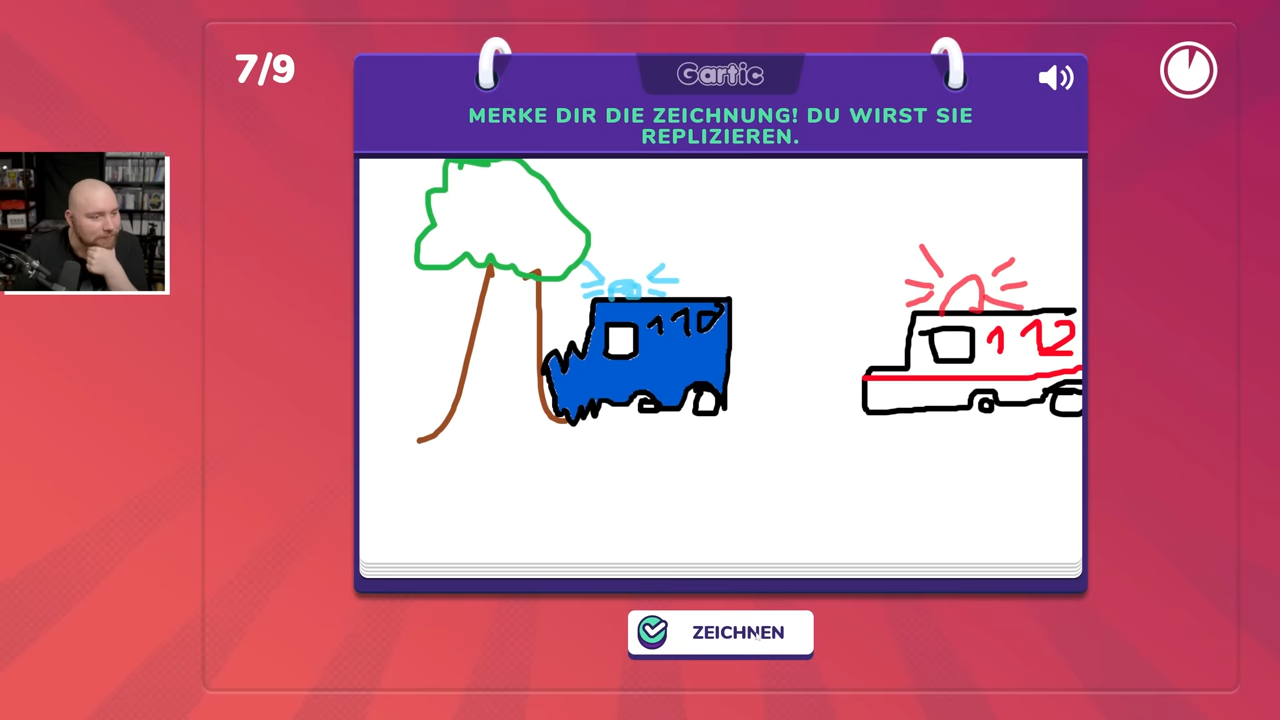 7/9
Gartic
MERKE DIR DIE ZEICHNUNG! DU WIRST SIE
REPLIZIEREN.
110
112
ZEICHNEN